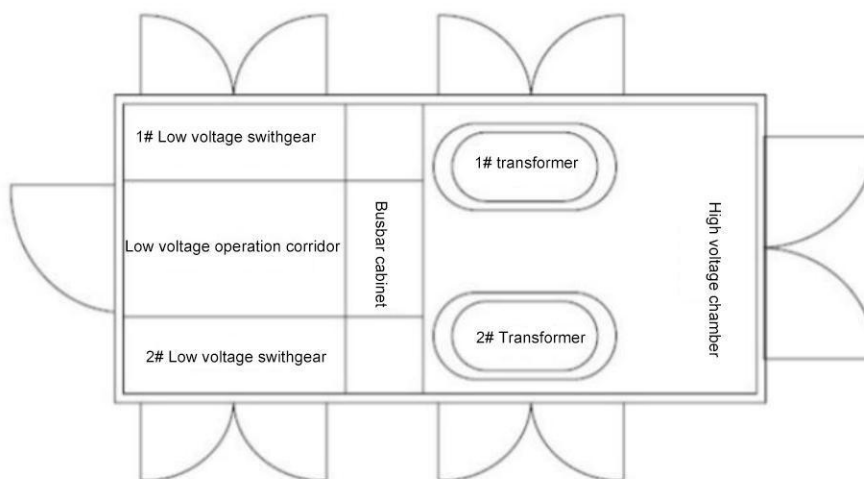 1# Low voltage swithgear
1# transformer
Low voltage operation corridor
Busbar cabinet
High voltage chamber
2# Low voltage swithgear
2# Transformer